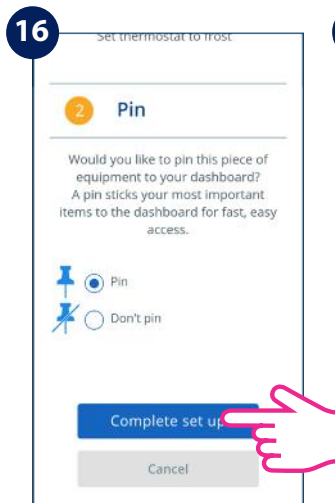 16
Set thermostat to frost
2 Pin
Would you like to pin this piece of
equipment to your dashboard?
A pin sticks your most important
items to the dashboard for fast, easy
access.
Pin
Don't pin
Complete set up
Cancel